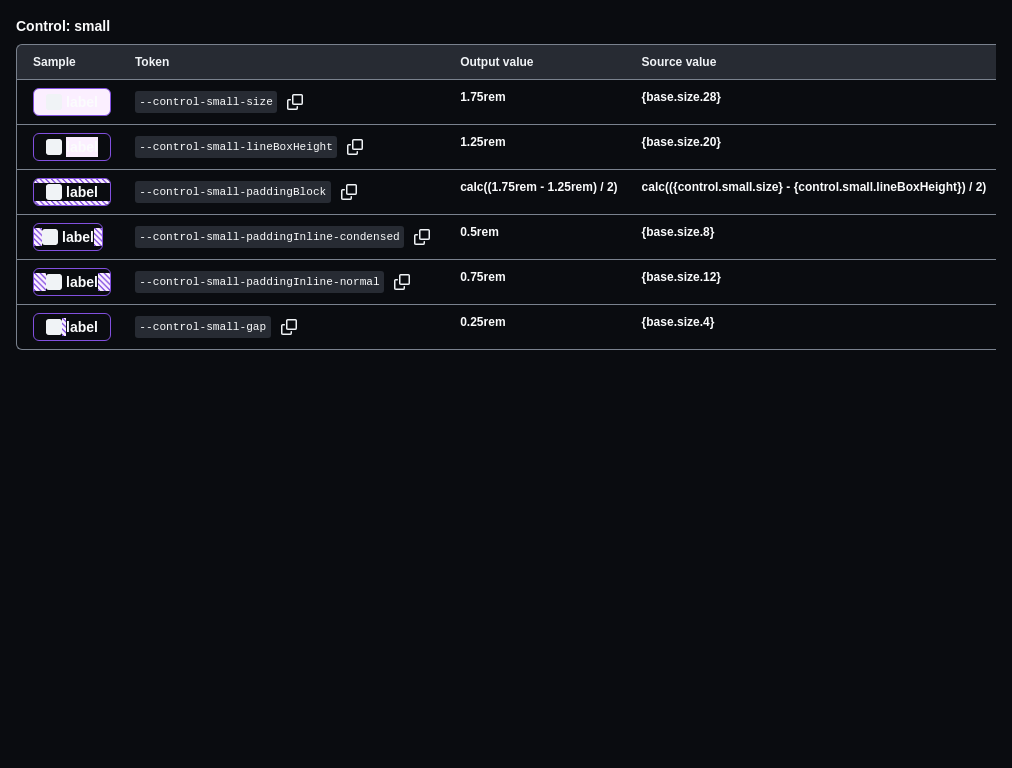 Control: small
Sample Token Output value Source value
label --control-small-size 1.75rem {base.size.28}
label --control-small-lineBoxHeight 1.25rem {base.size.20}
label --control-small-paddingBlock calc((1.75rem - 1.25rem) / 2) calc(({control.small.size} - {control.small.lineBoxHeight}) / 2)
label --control-small-paddingInline-condensed 0.5rem {base.size.8}
label --control-small-paddingInline-normal 0.75rem {base.size.12}
label --control-small-gap 0.25rem {base.size.4}